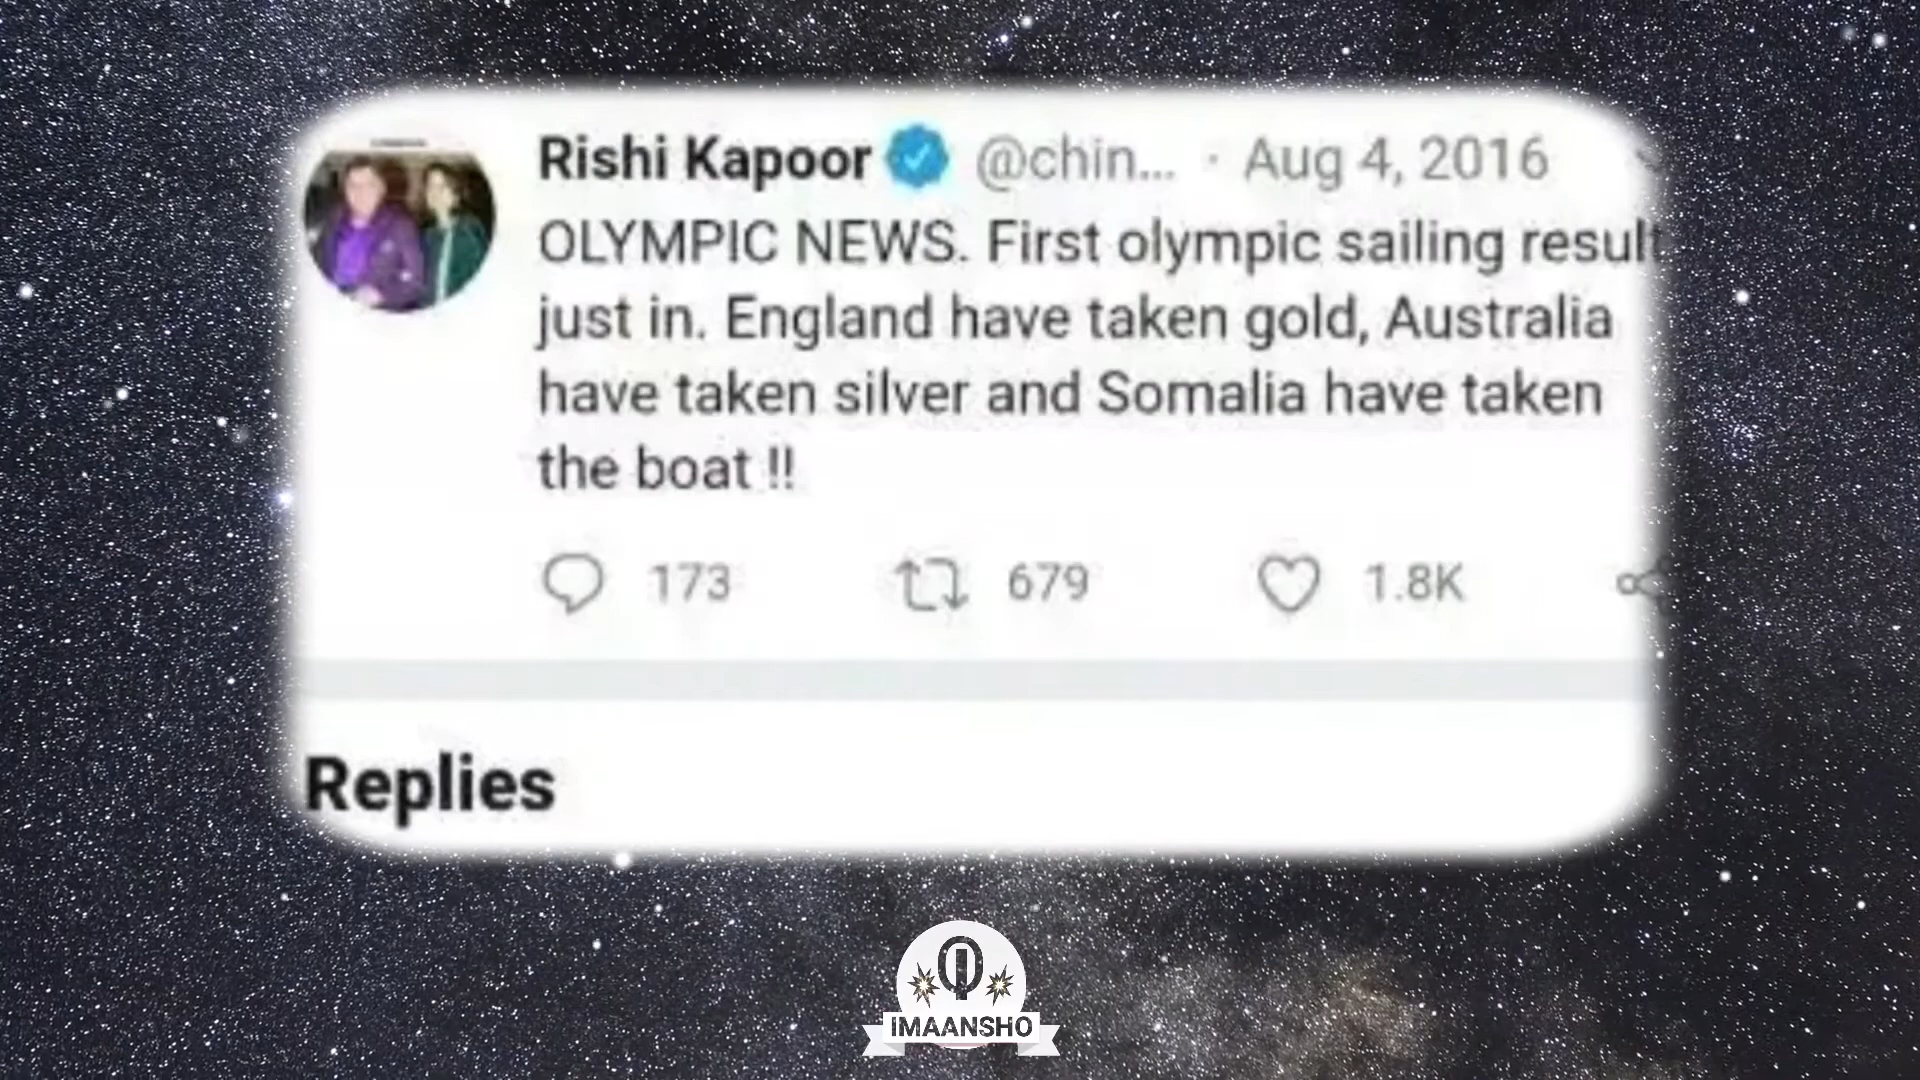 Rishi Kapoor @chin... · Aug 4, 2016
OLYMPIC NEWS. First olympic sailing result
just in. England have taken gold, Australia
have taken silver and Somalia have taken
the boat !!
173 679 1.8K
Replies
Q
IMAANSHO